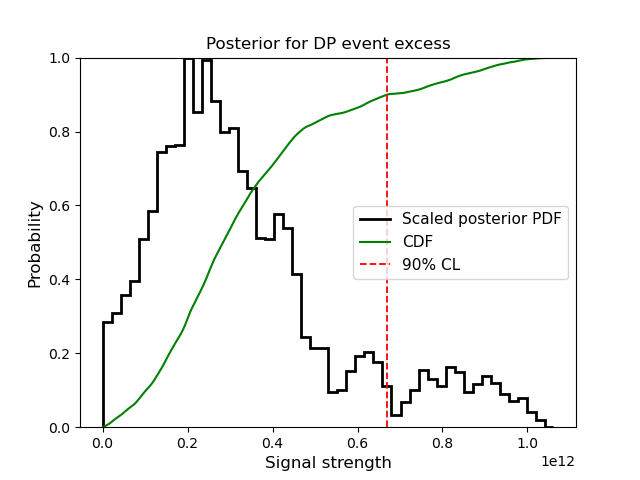 Posterior for DP event excess
1.0
0.8
0.6
0.4
0.2
0.0
Probability
Scaled posterior PDF
CDF
90% CL
0.0 0.2 0.4 0.6 0.8 1.0
1e12
Signal strength